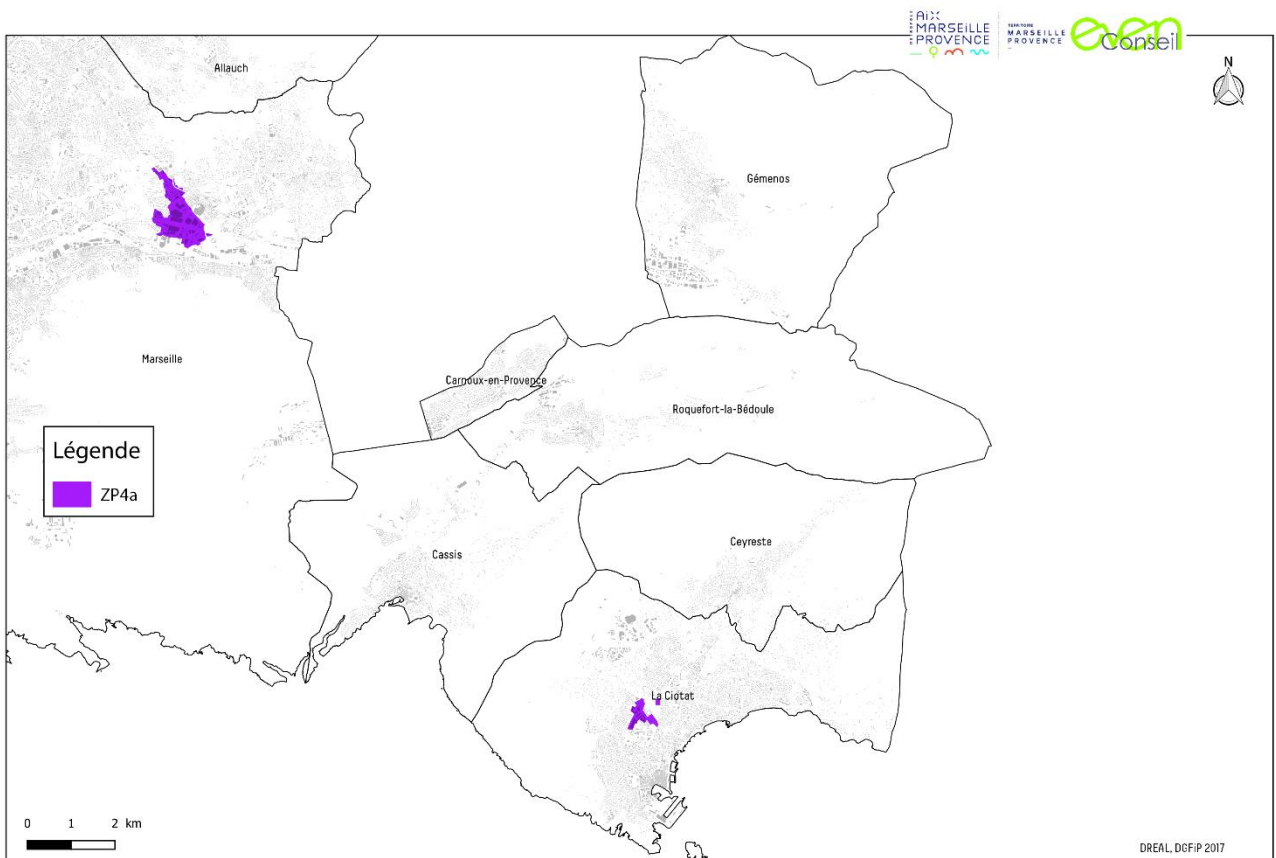 AIX
MARSEILLE
PROVENCE
TERRITOIRE
MARSEILLE
PROVENCE
even
Conseil
N
Allauch
Gémenos
Marseille
Carnoux-en-Provence
Roquefort-la-Bédoule
Légende
ZP4a
Cassis
Ceyreste
La Ciotat
0 1 2 km
DREAL, DGFiP 2017